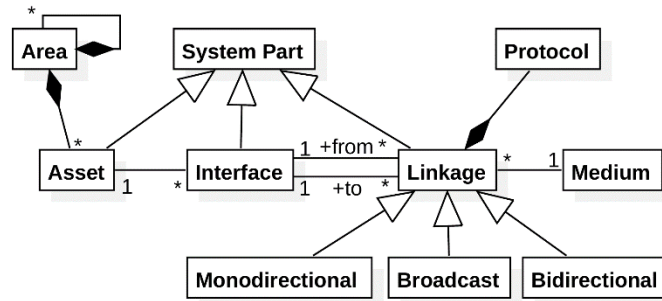 *
Area
System Part
Protocol
*
1 +from *
Asset
Interface
Linkage
* 1
Medium
1 *
1 +to *
Monodirectional
Broadcast
Bidirectional